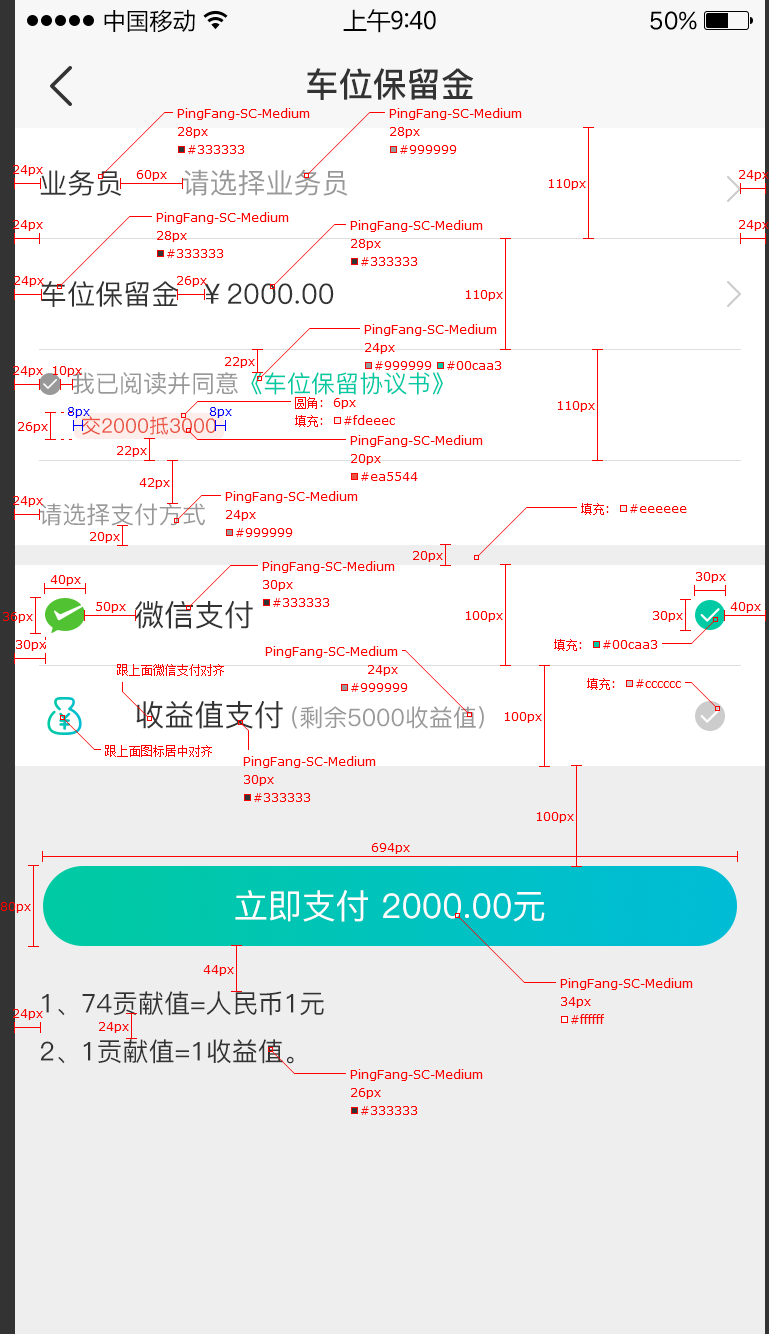 中国移动 上午9:40 50%
车位保留金
PingFang-SC-Medium PingFang-SC-Medium
28px 28px
#333333 #999999
24px 业务员 60px 请选择业务员 110px 24px
PingFang-SC-Medium
24px 28px PingFang-SC-Medium 24px
#333333 28px
#333333
24px 车位保留金 26px ¥2000.00 110px
PingFang-SC-Medium
22px 24px
#999999 #00caa3
24px 10px 我已阅读并同意《车位保留协议书》 110px
8px 8px 圆角：6px
26px 交2000抵3000 填充：#fdeeec
22px PingFang-SC-Medium
20px
#ea5544
42px
24px PingFang-SC-Medium
请选择支付方式 24px 填充：#eeeeee
20px #999999
20px
PingFang-SC-Medium
40px 30px 30px
36px 50px 微信支付 #333333 100px 30px 40px
30px 填充：#00caa3
PingFang-SC-Medium
跟上面微信支付对齐 24px
#999999 填充：#cccccc
收益值支付(剩余5000收益值) 100px
跟上面图标居中对齐
PingFang-SC-Medium
30px
#333333
100px
694px
80px 立即支付 2000.00元
44px
PingFang-SC-Medium
34px
#ffffff
1、74贡献值=人民币1元
24px 24px
2、1贡献值=1收益值。
PingFang-SC-Medium
26px
#333333